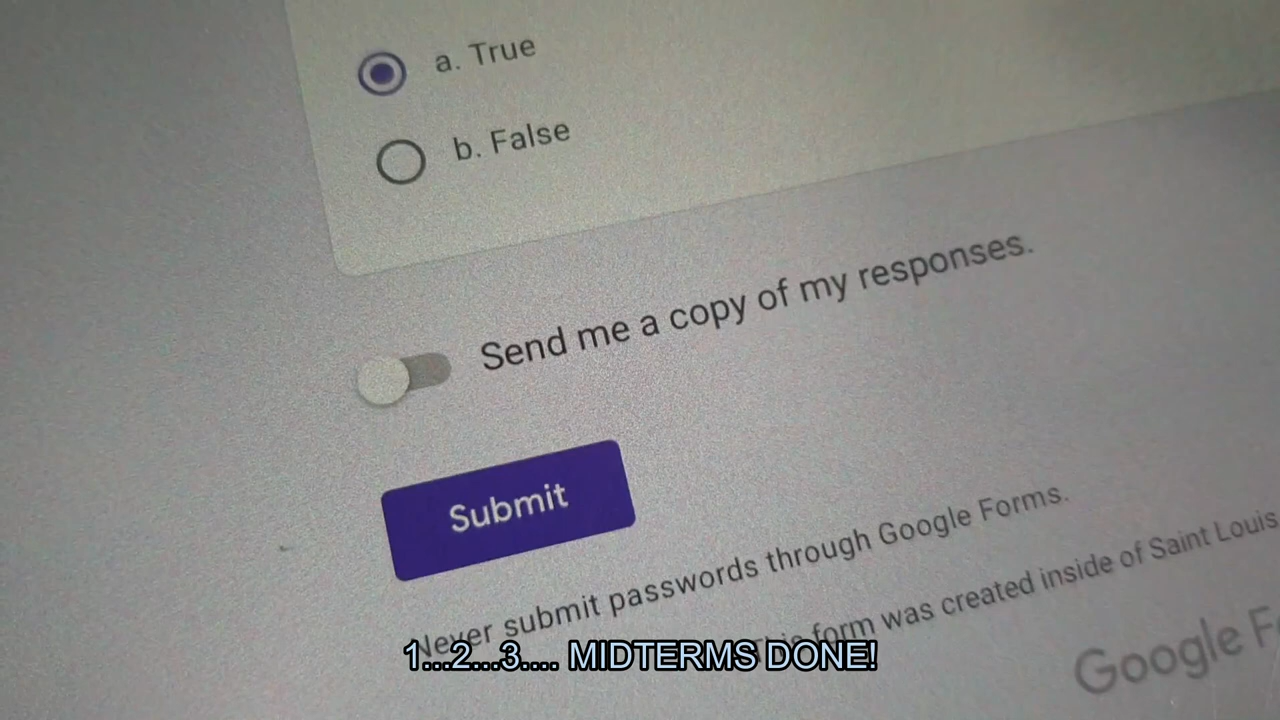 a. True
b. False
Send me a copy of my responses.
Submit
Never submit passwords through Google Forms.
This form was created inside of Saint Louis
Google
1...2...3.... MIDTERMS DONE!